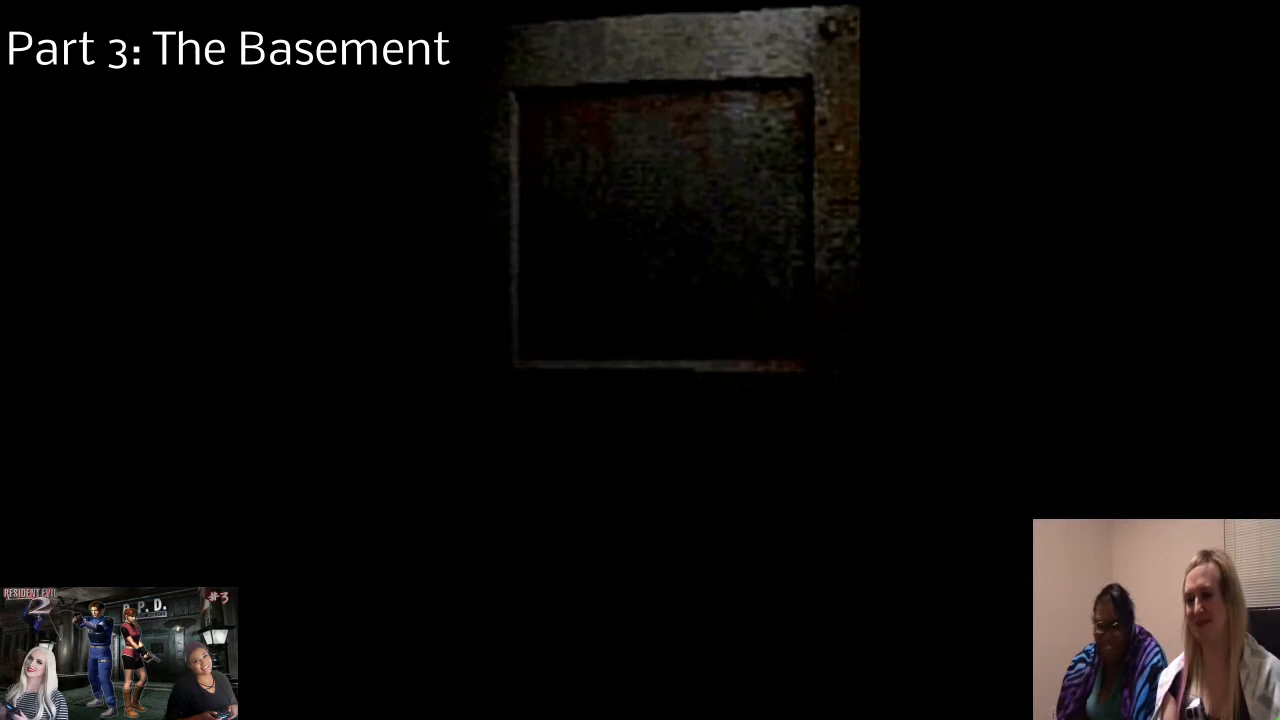 Part 3: The Basement
RESIDENT EVIL
2
#3
R.P.D.